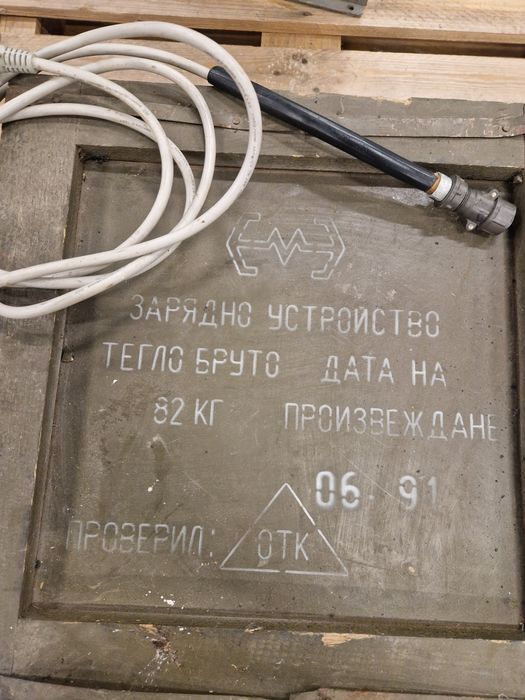 ЗАРЯДНО УСТРОЙСТВО
ТЕГЛО БРУТО ДАТА НА
82 КГ ПРОИЗВЕЖДАНЕ
06. 91
ПРОВЕРИЛ: ОТК